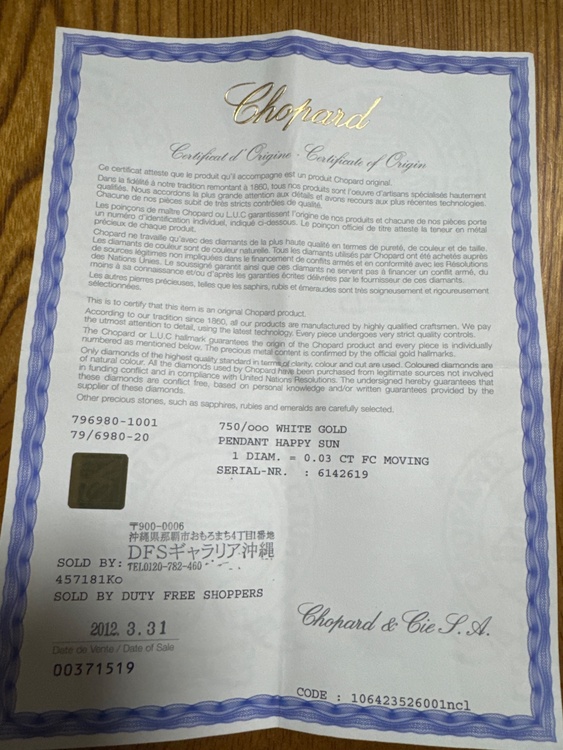 Chopard
Certificat d'Origine - Certificate of Origin
Ce certificat atteste que le produit qu'il accompagne est un produit Chopard original.
Dans la fidélité à notre tradition remontant à 1860, tous nos produits sont l'œuvre d'artisans spécialisés hautement
qualifiés. Nous accordons la plus grande attention aux détails et avons recours aux plus récentes technologies.
Chacune de nos pièces subit de très stricts contrôles de qualité.
Les poinçons de maître Chopard ou L.U.C garantissent l'origine de nos produits et chacune de nos pièces porte
un numéro d'identification individuel, indiqué ci-dessous. Le poinçon officiel de titre atteste la teneur en métal
précieux de chaque produit.
Chopard ne travaille qu'avec des diamants de la plus haute qualité en termes de pureté, de couleur et de taille.
Les diamants de couleur sont de couleur naturelle. Tous les diamants utilisés par Chopard ont été achetés auprès
de sources légitimes non impliquées dans le financement de conflits armés et en conformité avec les Résolutions
des Nations Unies. Le soussigné garantit ainsi que ces diamants ne servent pas à financer un conflit armé, du
moins à sa connaissance et/ou d'après les garanties écrites délivrées par le fournisseur de ces diamants.
Les autres pierres précieuses, telles que les saphirs, rubis et émeraudes sont très soigneusement et rigoureusement
sélectionnées.
This is to certify that this item is an original Chopard product.
According to our tradition since 1860, all our products are manufactured by highly qualified craftsmen. We pay
the utmost attention to detail, using the latest technology. Every piece undergoes very strict quality controls.
The Chopard or L.U.C hallmark guarantees the origin of the Chopard product and every piece is individually
numbered as mentioned below. The precious metal content is confirmed by the official gold hallmarks.
Only diamonds of the highest quality standard in terms of clarity, colour and cut are used. Coloured diamonds are
of natural colour. All the diamonds used by Chopard have been purchased from legitimate sources not involved
in funding conflict and in compliance with United Nations Resolutions. The undersigned hereby guarantees that
these diamonds are conflict free, based on personal knowledge and/or written guarantees provided by the
supplier of these diamonds.
Other precious stones, such as sapphires, rubies and emeralds are carefully selected.
796980-1001 750/ooo WHITE GOLD
79/6980-20 PENDANT HAPPY SUN
1 DIAM. = 0.03 CT FC MOVING
SERIAL-NR. : 6142619
〒900-0006
沖縄県那覇市おもろまち4丁目1番地
DFSギャラリア沖縄
SOLD BY: TEL0120-782-460
457181Ko
SOLD BY DUTY FREE SHOPPERS
2012. 3. 31
Date de Vente / Date of Sale
00371519
Chopard & Cie S.A.
CODE : 106423526001ncl